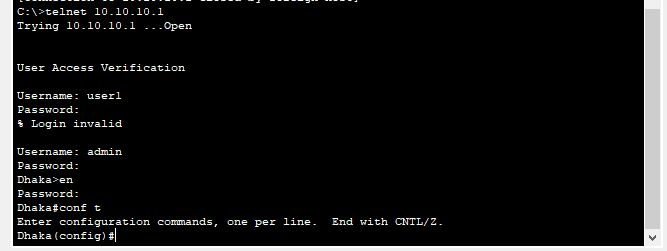 C:\>telnet 10.10.10.1
Trying 10.10.10.1 ...Open
User Access Verification
Username: user1
Password:
% Login invalid
Username: admin
Password:
Dhaka>en
Password:
Dhaka#conf t
Enter configuration commands, one per line.  End with CNTL/Z.
Dhaka(config)#